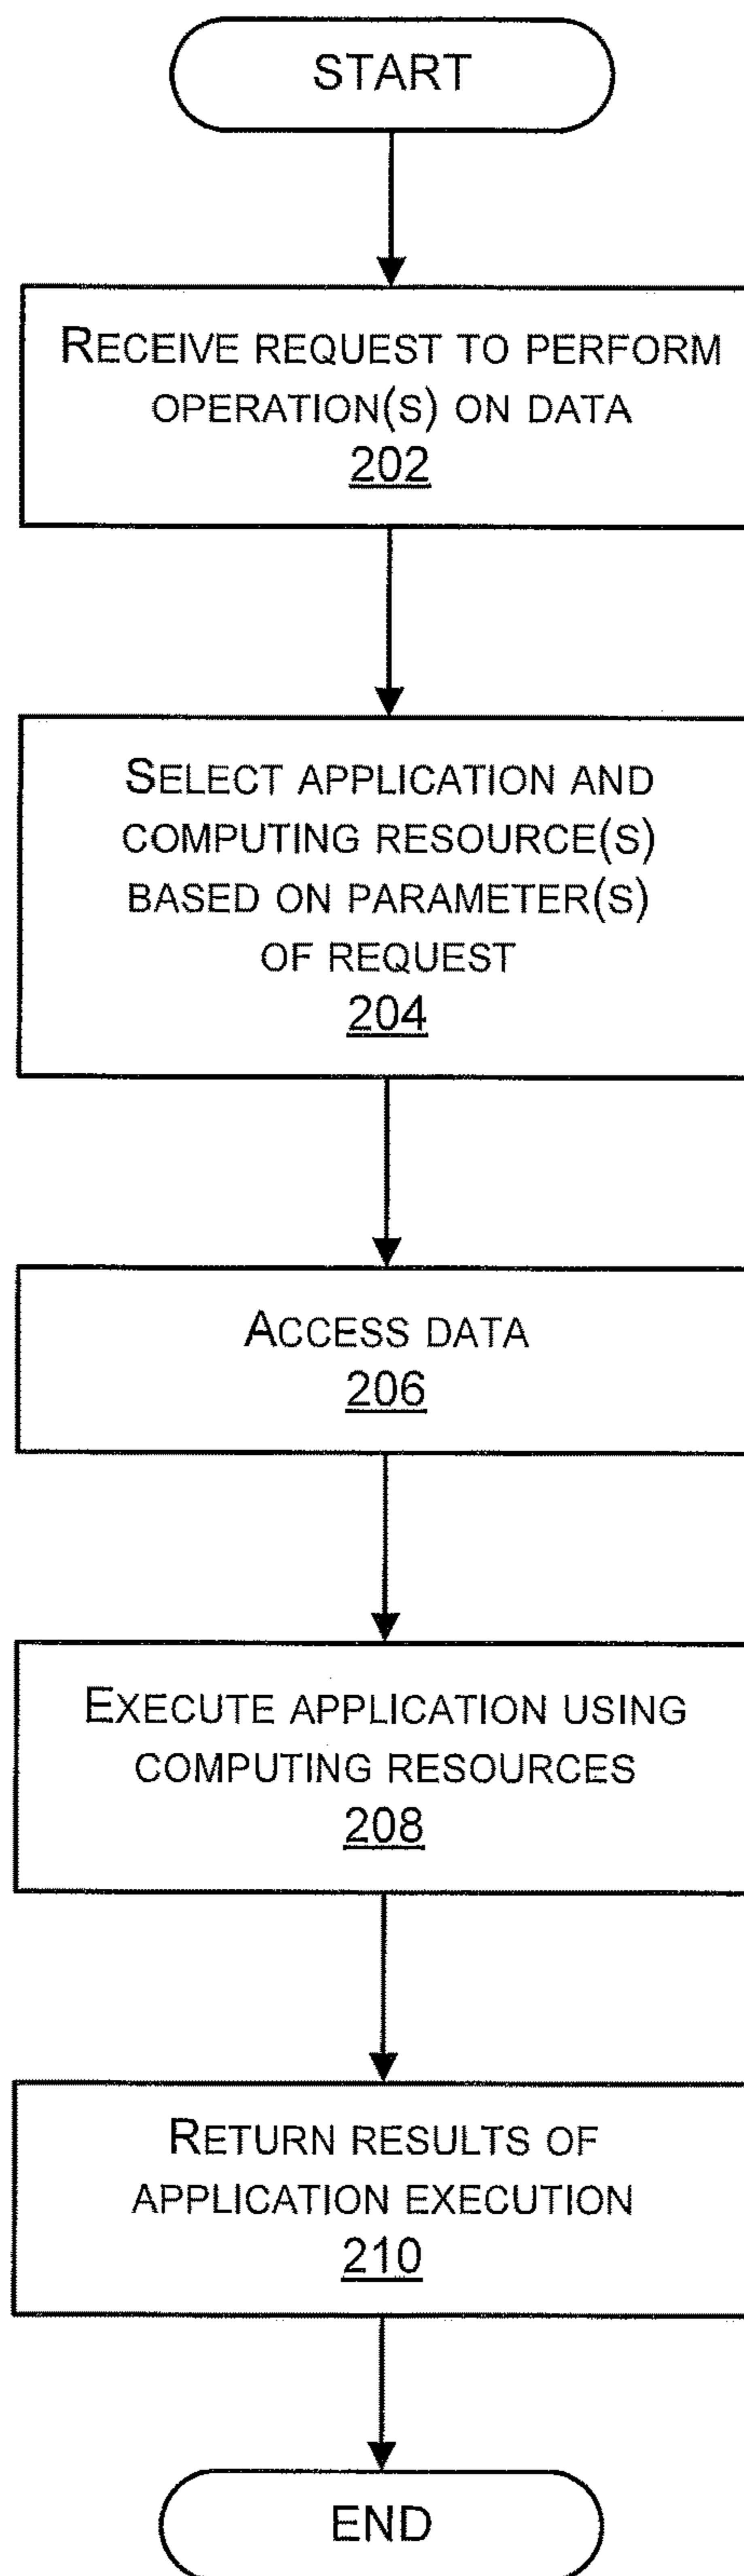 START
RECEIVE REQUEST TO PERFORM
OPERATION(S) ON DATA
202
SELECT APPLICATION AND
COMPUTING RESOURCE(S)
BASED ON PARAMETER(S)
OF REQUEST
204
ACCESS DATA
206
EXECUTE APPLICATION USING
COMPUTING RESOURCES
208
RETURN RESULTS OF
APPLICATION EXECUTION
210
END